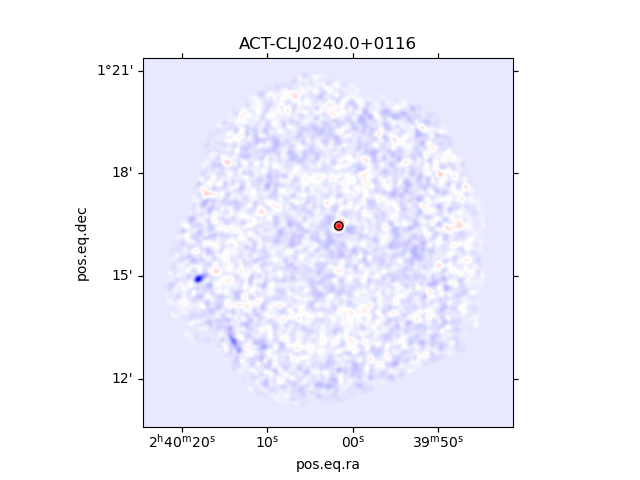 ACT-CLJ0240.0+0116
1°21'
18'
15'
12'
pos.eq.dec
2ʰ40ᵐ20ˢ 10ˢ 00ˢ 39ᵐ50ˢ
pos.eq.ra